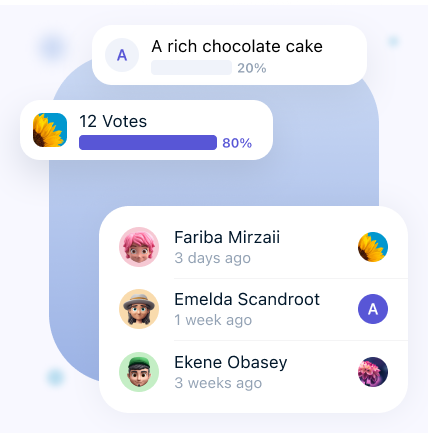 A
A rich chocolate cake
20%
12 Votes
80%
Fariba Mirzaii
3 days ago
Emelda Scandroot
1 week ago
A
Ekene Obasey
3 weeks ago